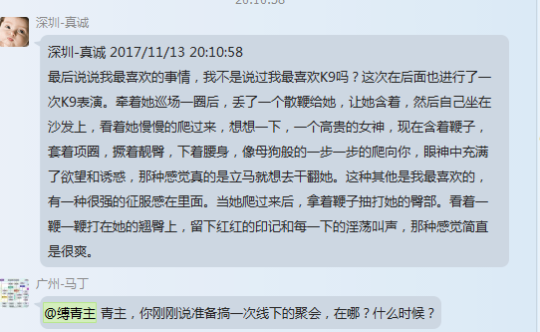 深圳-真诚
深圳-真诚 2017/11/13 20:10:58
最后说说我最喜欢的事情，我不是说过我最喜欢K9吗？这次在后面也进行了一
次K9表演。牵着她巡场一圈后，丢了一个散鞭给她，让她含着，然后自己坐在
沙发上，看着她慢慢的爬过来，想想一下，一个高贵的女神，现在含着鞭子，
套着项圈，撅着靓臀，下着腰身，像母狗般的一步一步的爬向你，眼神中充满
了欲望和诱惑，那种感觉真的是立马就想去干翻她。这种其他是我最喜欢的，
有一种很强的征服感在里面。当她爬过来后，拿着鞭子抽打她的臀部。看着一
鞭一鞭打在她的翘臀上，留下红红的印记和每一下的淫荡叫声，那种感觉简直
是很爽。
广州-马丁
@缚青主 青主，你刚刚说准备搞一次线下的聚会，在哪？什么时候？